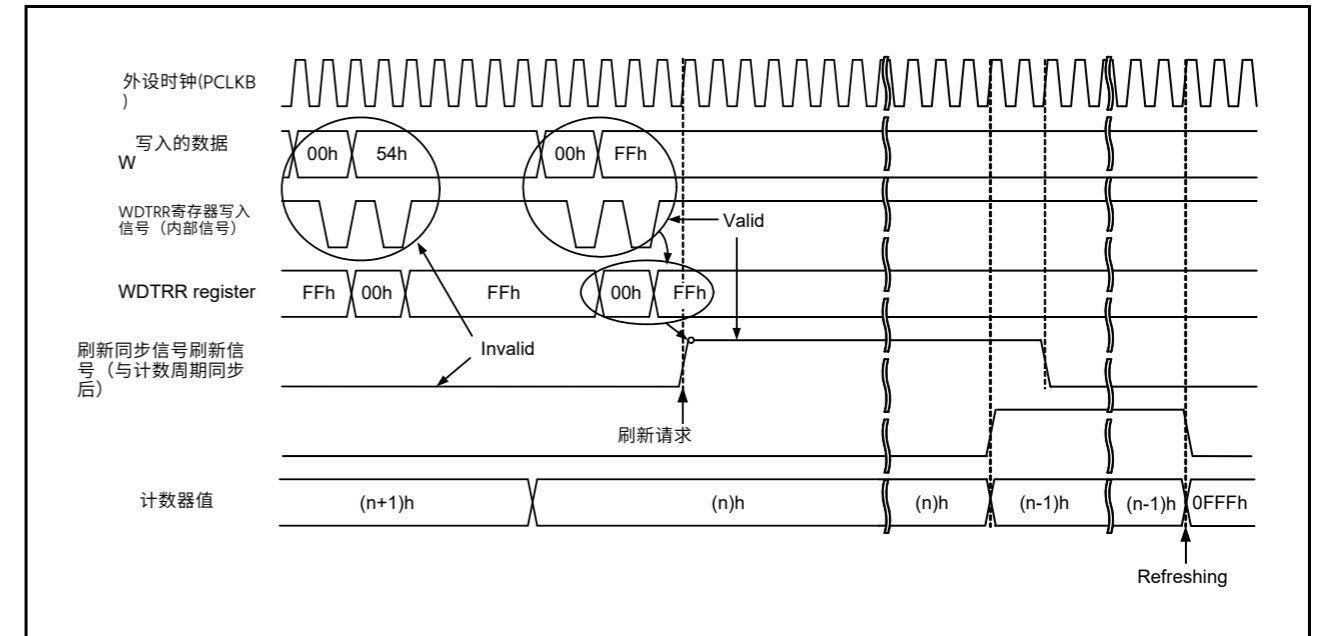 外设时钟(PCLKB
)
写入的数据
W
00h 54h 00h FFh
WDTRR寄存器写入
信号（内部信号）
Valid
WDTRR register
FFh 00h FFh 00h FFh
Invalid
刷新同步信号刷新信
号（与计数周期同步
后）
刷新请求
计数器值
(n+1)h (n)h (n)h (n-1)h (n-1)h 0FFFh
Refreshing